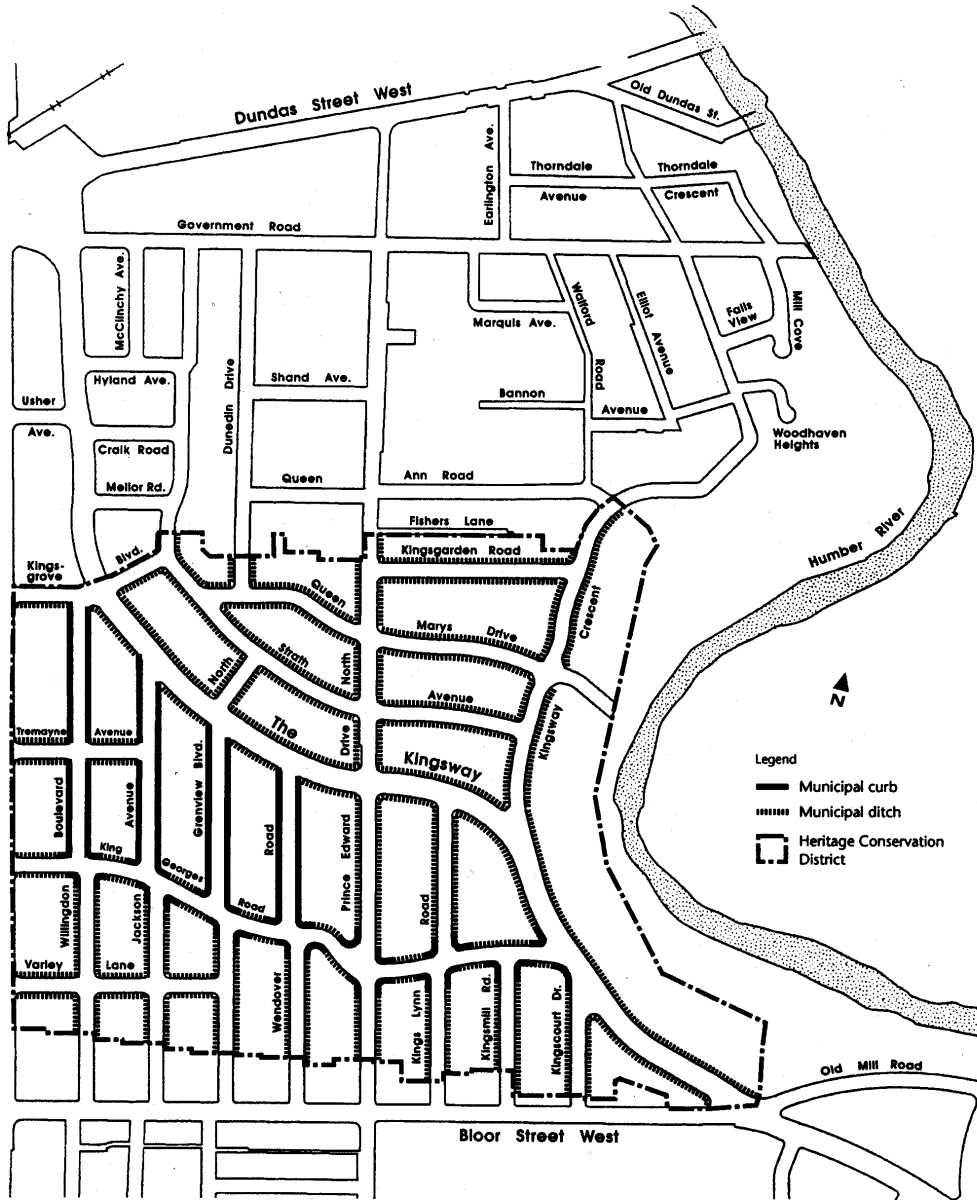 Dundas Street West
Old Dundas St.
Earlington Ave.
Thorndale
Avenue
Thorndale
Crescent
Government Road
McClinchy Ave.
Walford
Road
Elliot
Avenue
Falls
View
Mill Cove
Marquis Ave.
Hyland Ave.
Shand Ave.
Dunedin Drive
Bannon
Avenue
Usher
Ave.
Craik Road
Mellor Rd.
Woodhaven
Heights
Queen
Ann Road
Fishers Lane
Kingsgarden Road
Humber River
Kings-
grove
Blvd.
Queen
Marys Drive
Crescent
Strath
North
North
Avenue
The
Drive
Kingsway
Kingsway
N
Tremayne
Avenue
Grenview Blvd.
Boulevard
Avenue
King
Georges
Road
Road
Prince Edward
Road
Legend
Municipal curb
Municipal ditch
Heritage Conservation
District
Willingdon
Jackson
Varley
Lane
Wendover
Kings Lynn
Kingsmill Rd.
Kingscourt Dr.
Old Mill Road
Bloor Street West